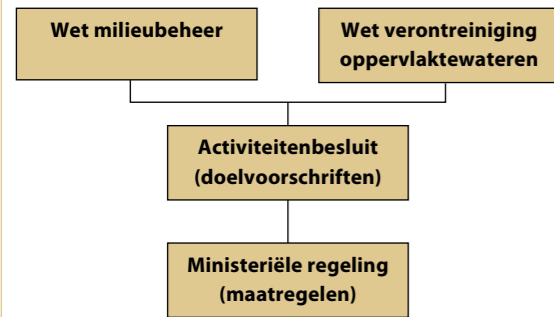 Wet milieubeheer
Wet verontreiniging
oppervlaktewateren
Activiteitenbesluit
(doelvoorschriften)
Ministeriële regeling
(maatregelen)